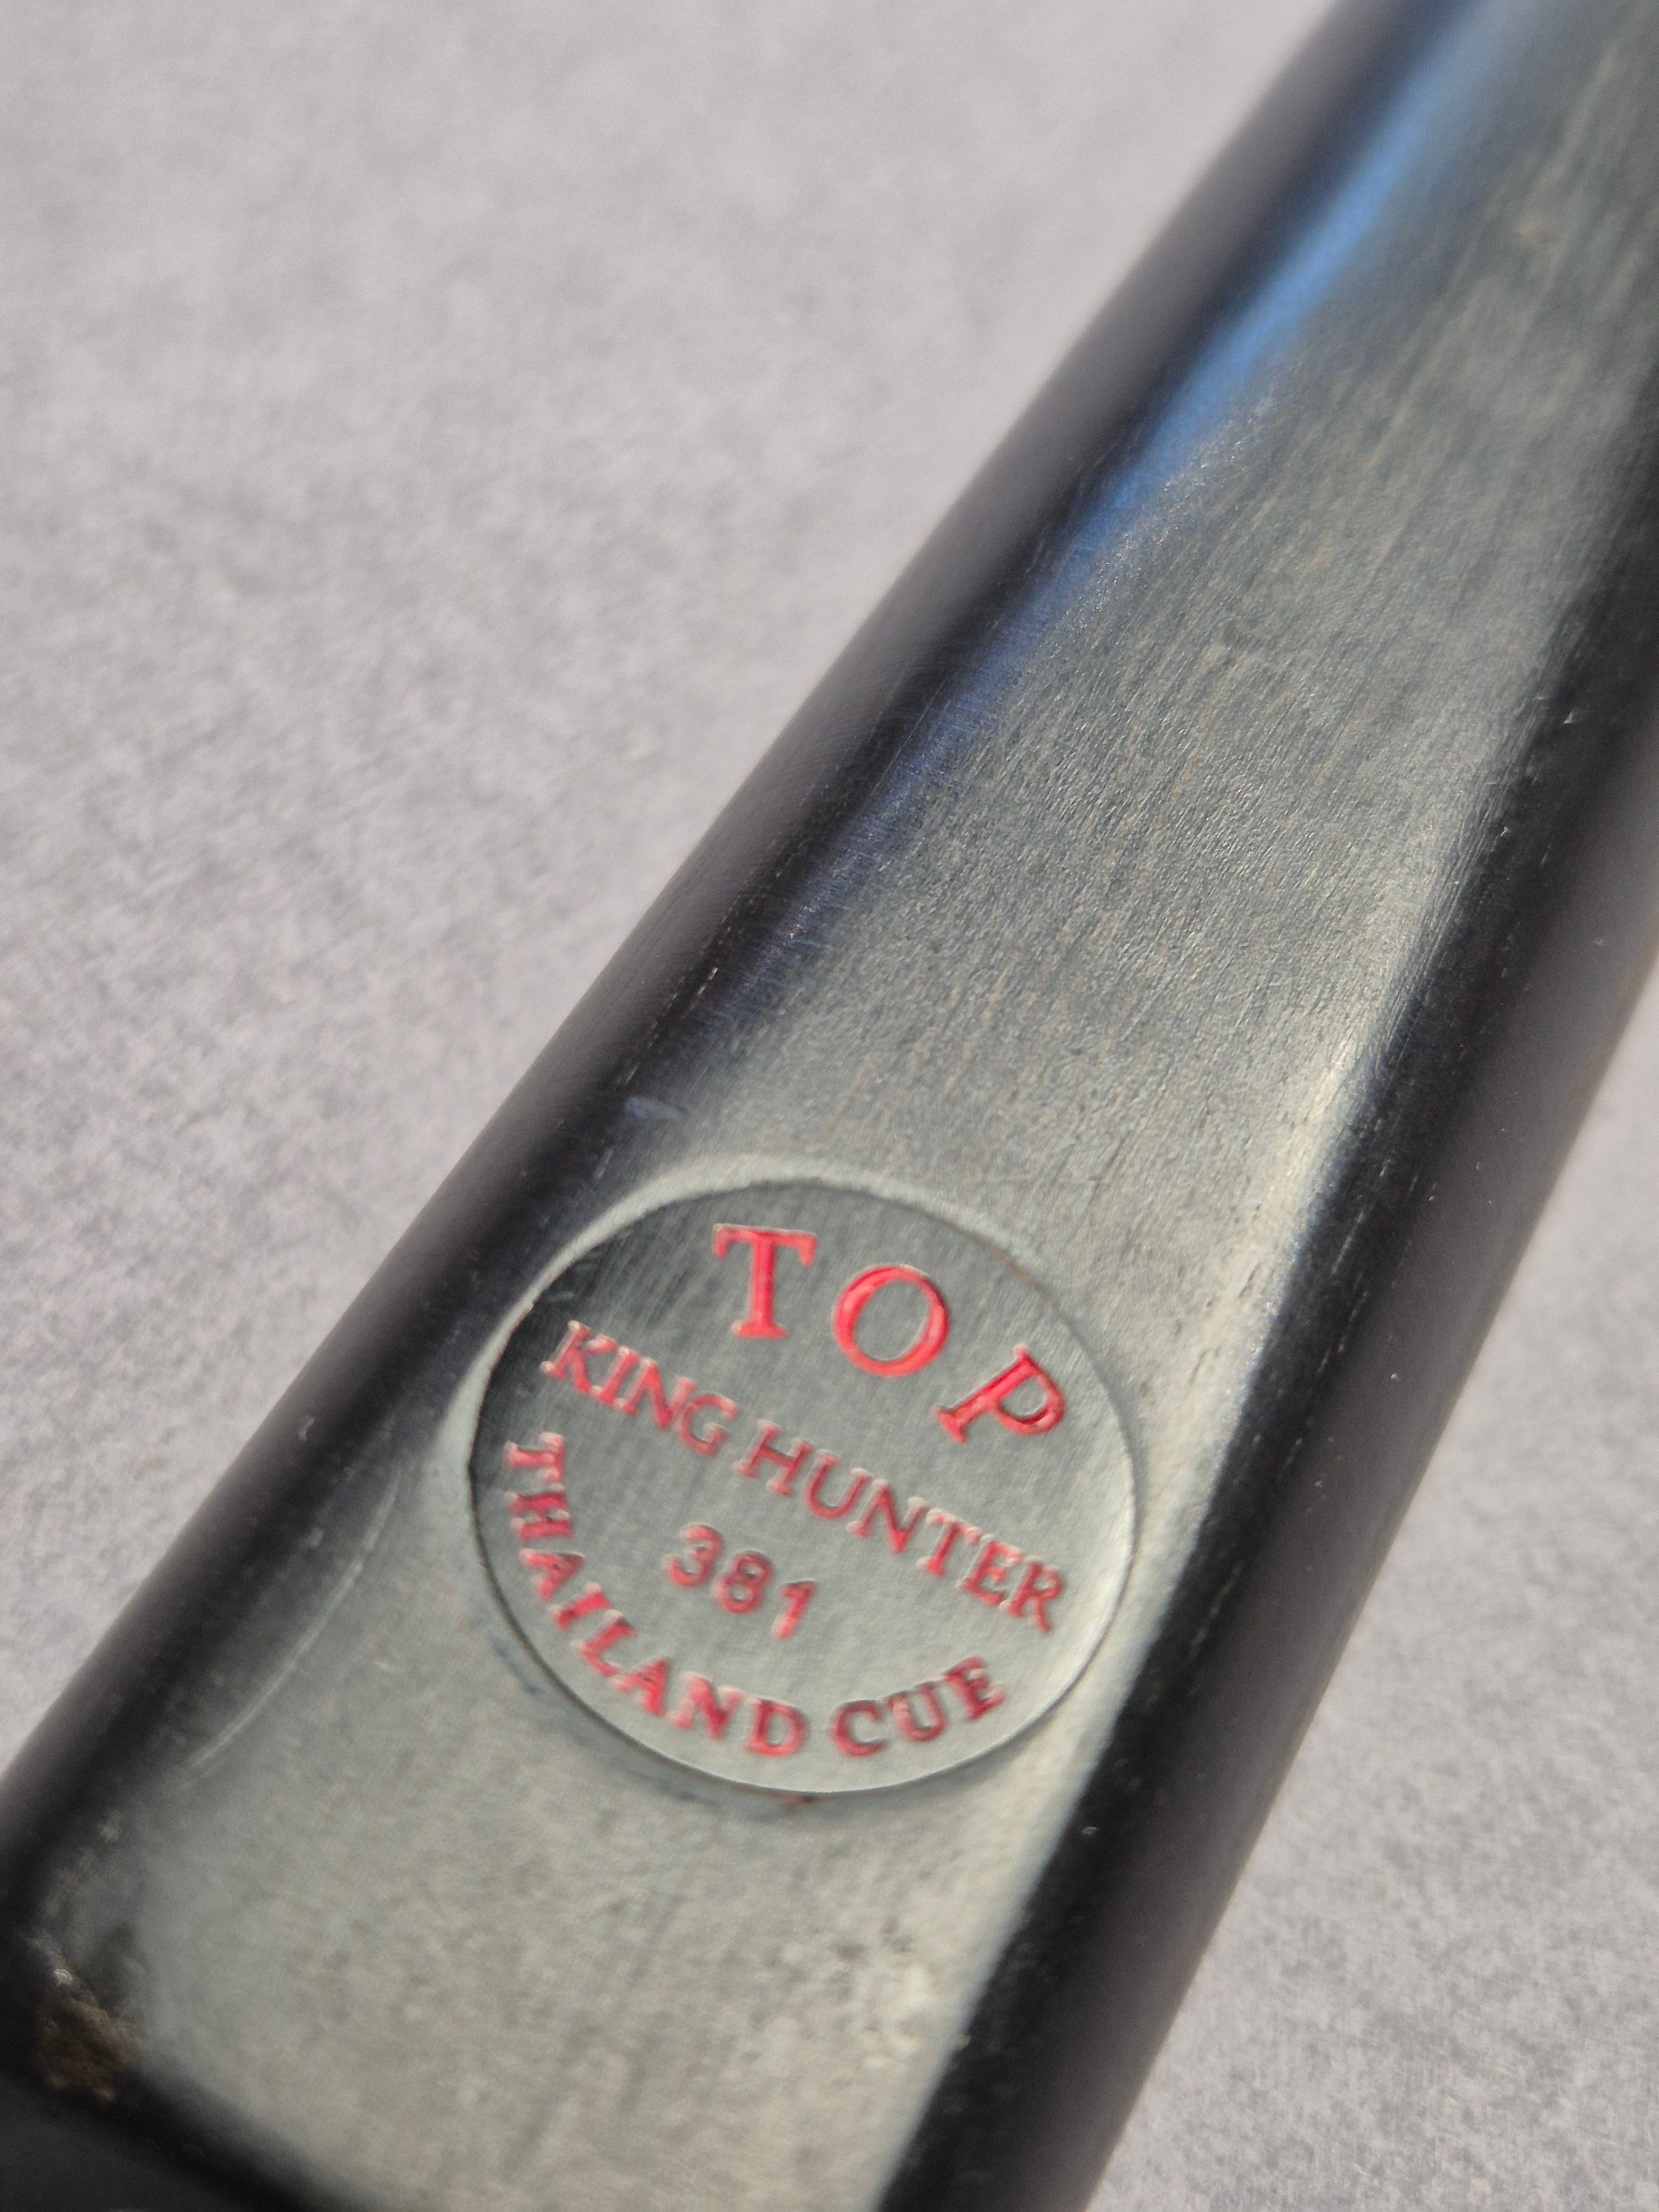 TOP
KING HUNTER
381
THAILAND CUE